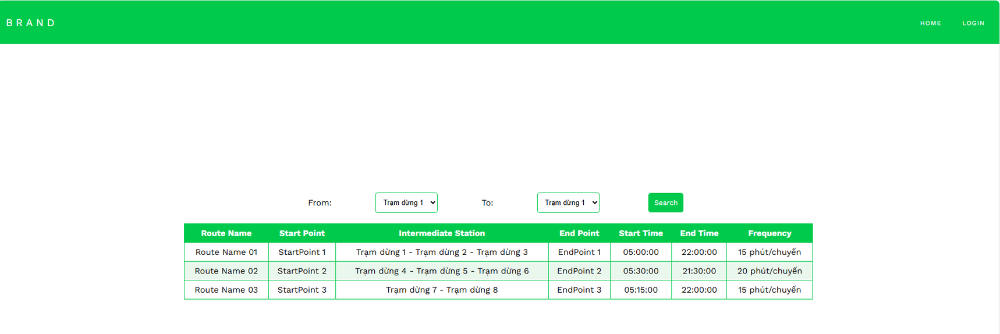 BRAND HOME LOGIN
From: Trạm dừng 1 To: Trạm dừng 1 Search
Route Name Start Point Intermediate Station End Point Start Time End Time Frequency
Route Name 01 StartPoint 1 Trạm dừng 1 - Trạm dừng 2 - Trạm dừng 3 EndPoint 1 05:00:00 22:00:00 15 phút/chuyến
Route Name 02 StartPoint 2 Trạm dừng 4 - Trạm dừng 5 - Trạm dừng 6 EndPoint 2 05:30:00 21:30:00 20 phút/chuyến
Route Name 03 StartPoint 3 Trạm dừng 7 - Trạm dừng 8 EndPoint 3 05:15:00 22:00:00 15 phút/chuyến